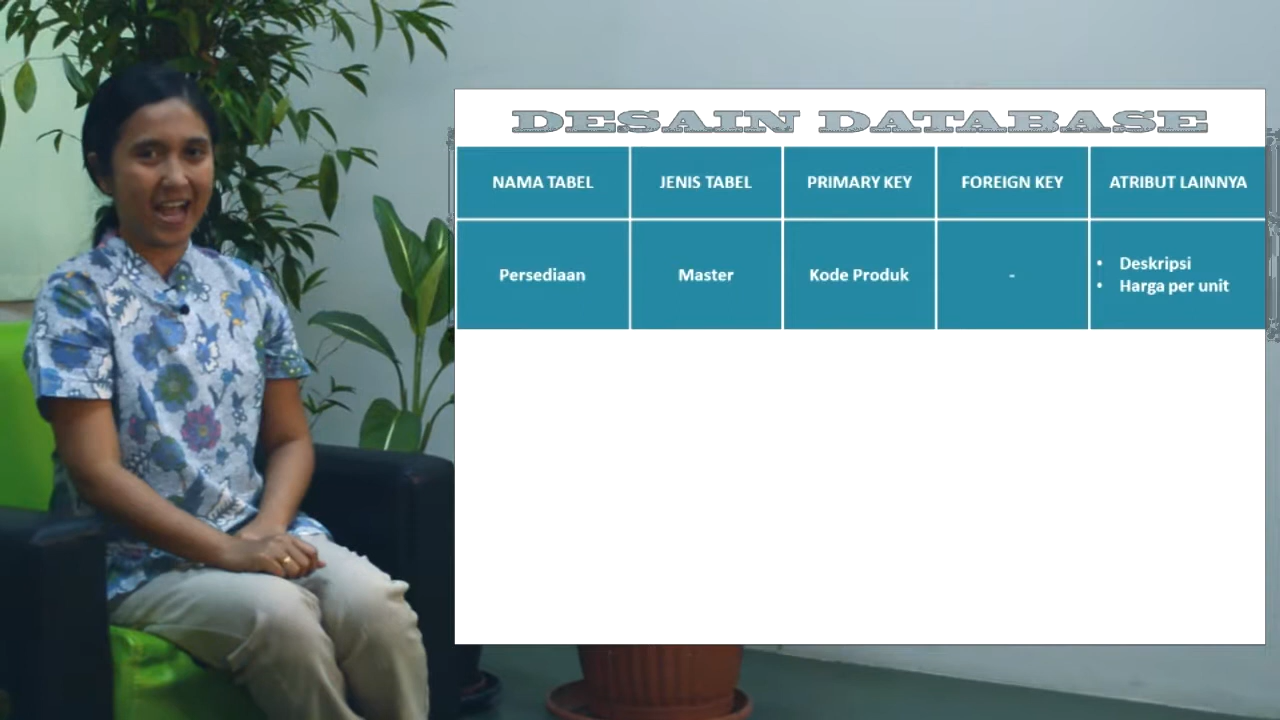 DESAIN DATABASE
NAMA TABEL JENIS TABEL PRIMARY KEY FOREIGN KEY ATRIBUT LAINNYA
Persediaan Master Kode Produk - • Deskripsi
• Harga per unit